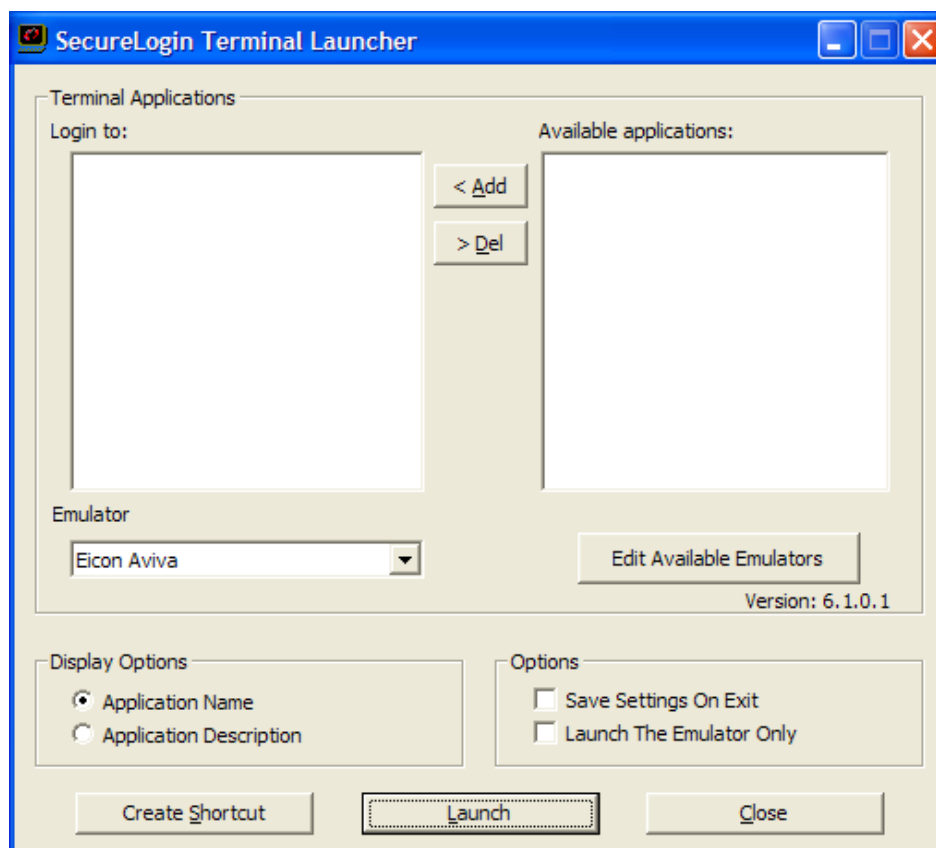 SecureLogin Terminal Launcher
Terminal Applications
Login to:
Available applications:
< Add
> Del
Emulator
Eicon Aviva
Edit Available Emulators
Version: 6.1.0.1
Display Options
Application Name
Application Description
Options
Save Settings On Exit
Launch The Emulator Only
Create Shortcut
Launch
Close